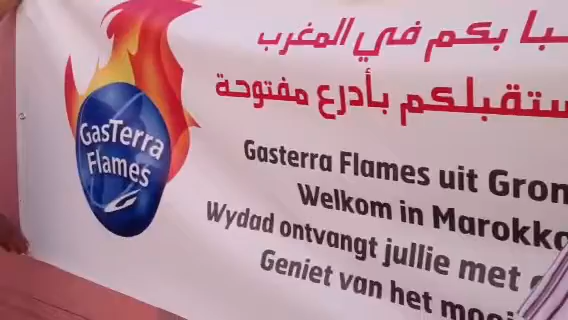 بكم في المغرب
بأذرع مفتوحة
GasTerra
Flames
Gasterra Flames uit
Welkom in
Wydad ontvangt jullie met
Geniet van het